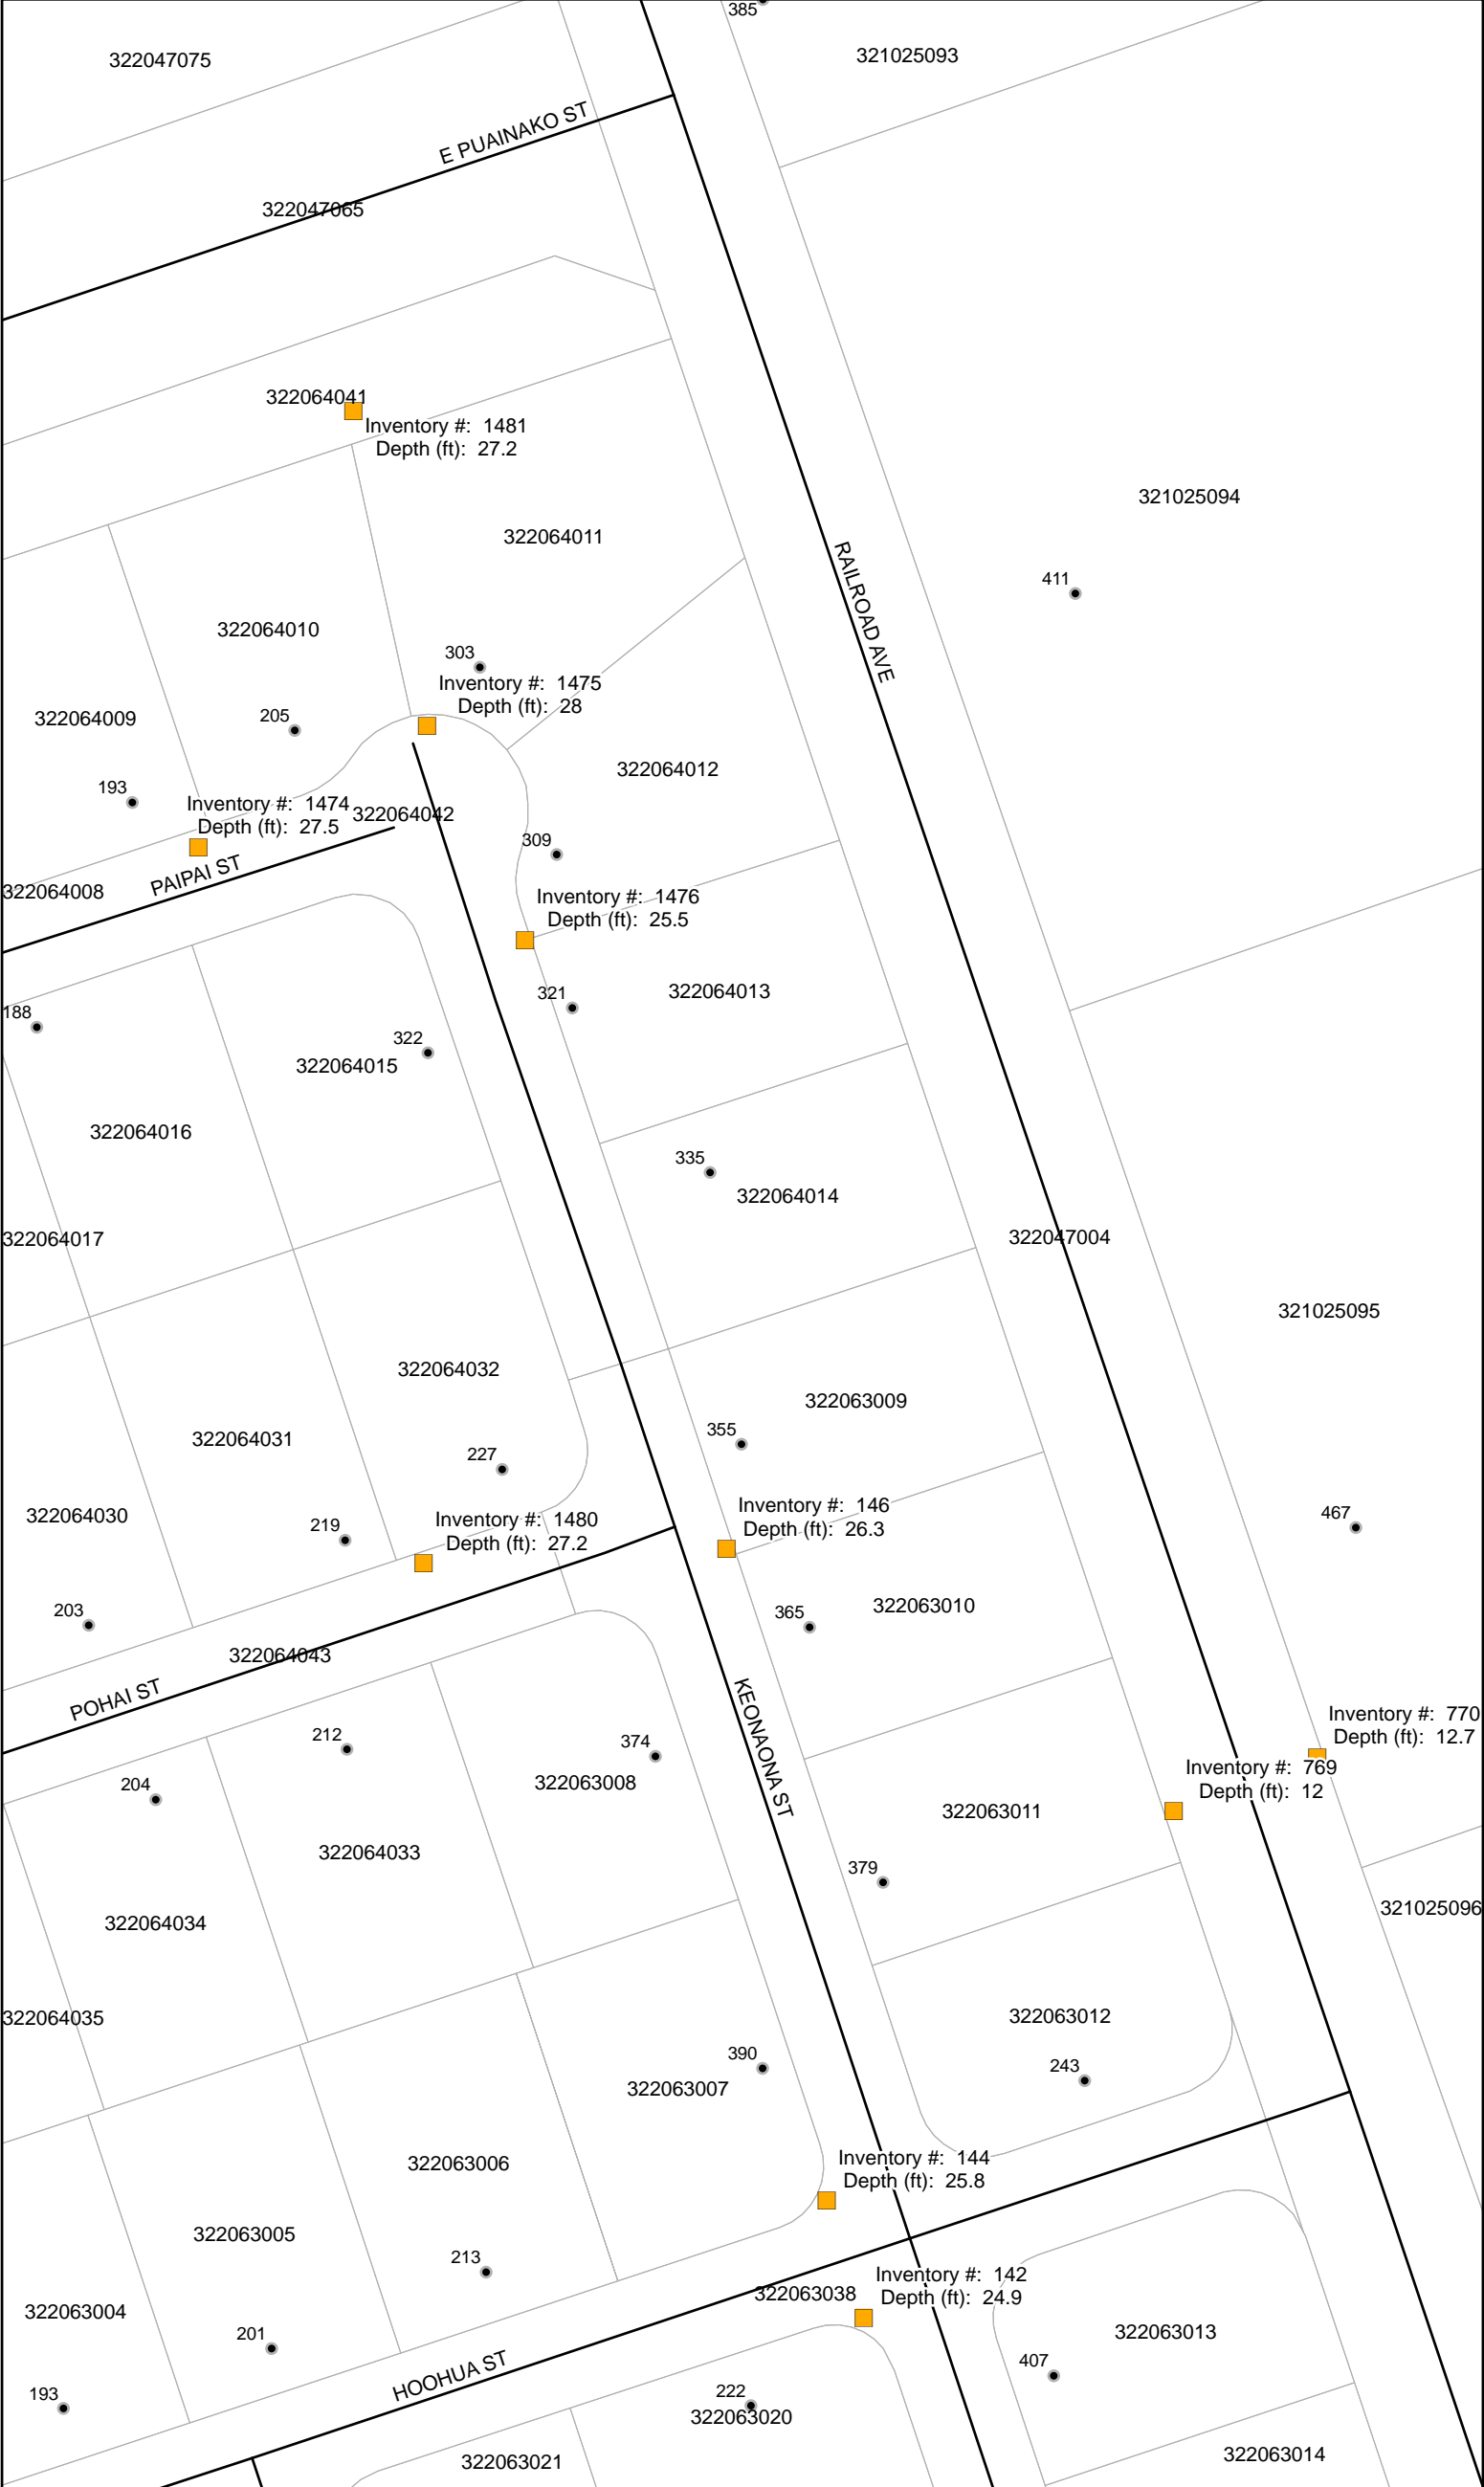 385
322047075
321025093
E PUAINAKO ST
322047065
322064041
Inventory #: 1481
Depth (ft): 27.2
321025094
322064011
RAILROAD AVE
411
322064010
303
Inventory #: 1475
Depth (ft): 28
322064009
205
322064012
193
Inventory #: 1474
Depth (ft): 27.5
322064042
309
PAIPAI ST
322064008
Inventory #: 1476
Depth (ft): 25.5
321
322064013
188
322
322064015
322064016
335
322064014
322064017
322047004
321025095
322064032
322063009
355
322064031
227
322064030
219
Inventory #: 1480
Depth (ft): 27.2
Inventory #: 146
Depth (ft): 26.3
467
203
365
322063010
322064043
POHAI ST
KEONAONA ST
212
374
Inventory #: 770
Depth (ft): 12.7
204
322063008
Inventory #: 769
Depth (ft): 12
322063011
322064033
379
322064034
321025096
322064035
322063012
390
243
322063007
322063006
Inventory #: 144
Depth (ft): 25.8
322063005
213
322063038
Inventory #: 142
Depth (ft): 24.9
322063004
201
322063013
HOOHUA ST
407
193
222
322063020
322063021
322063014